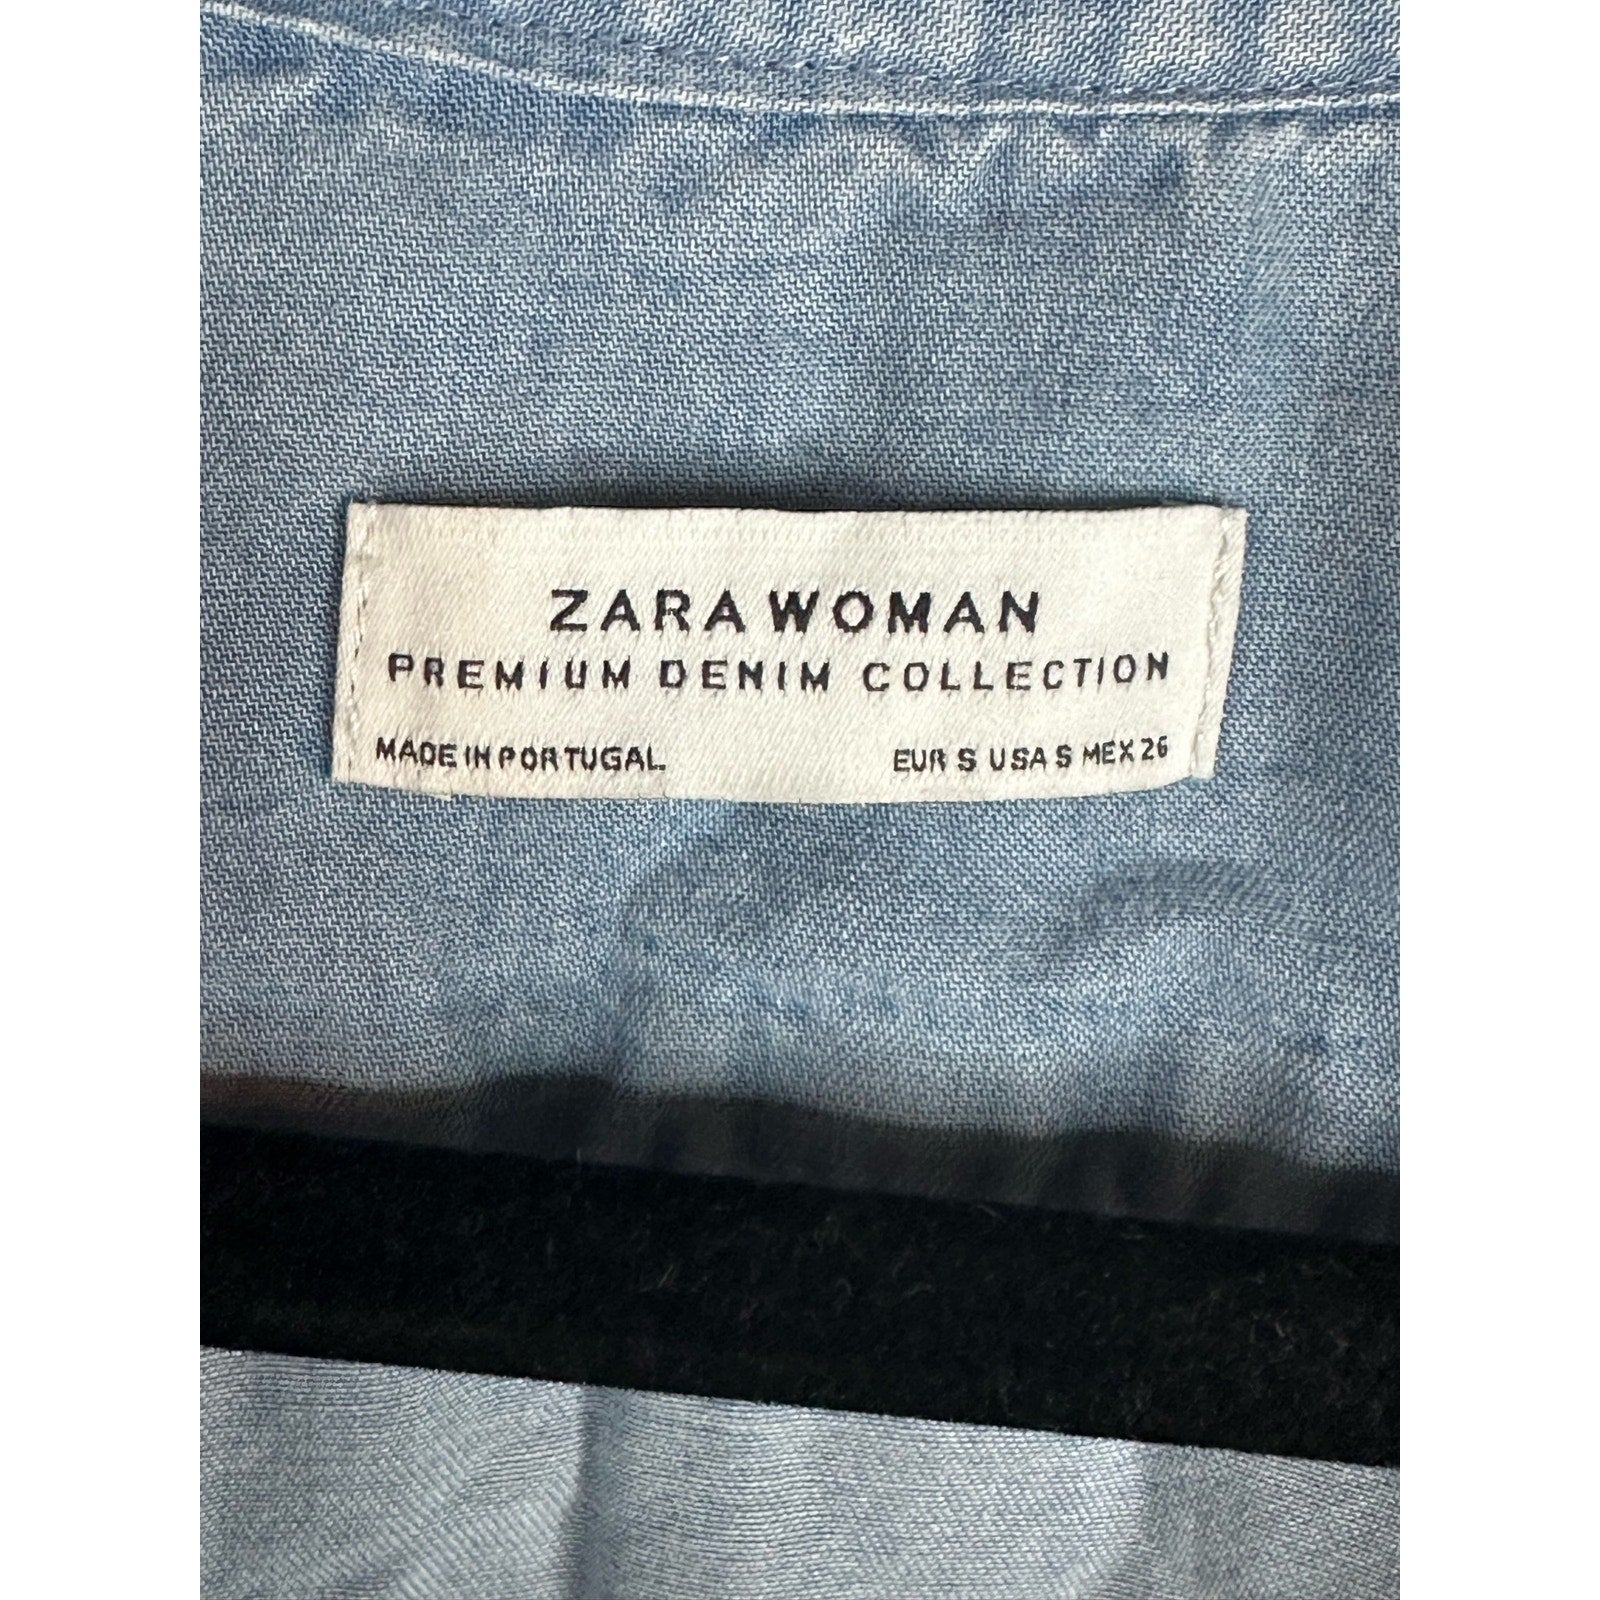 ZARA WOMAN
PREMIUM DENIM COLLECTION
MADE IN PORTUGAL
EUR S USA S MEX 26